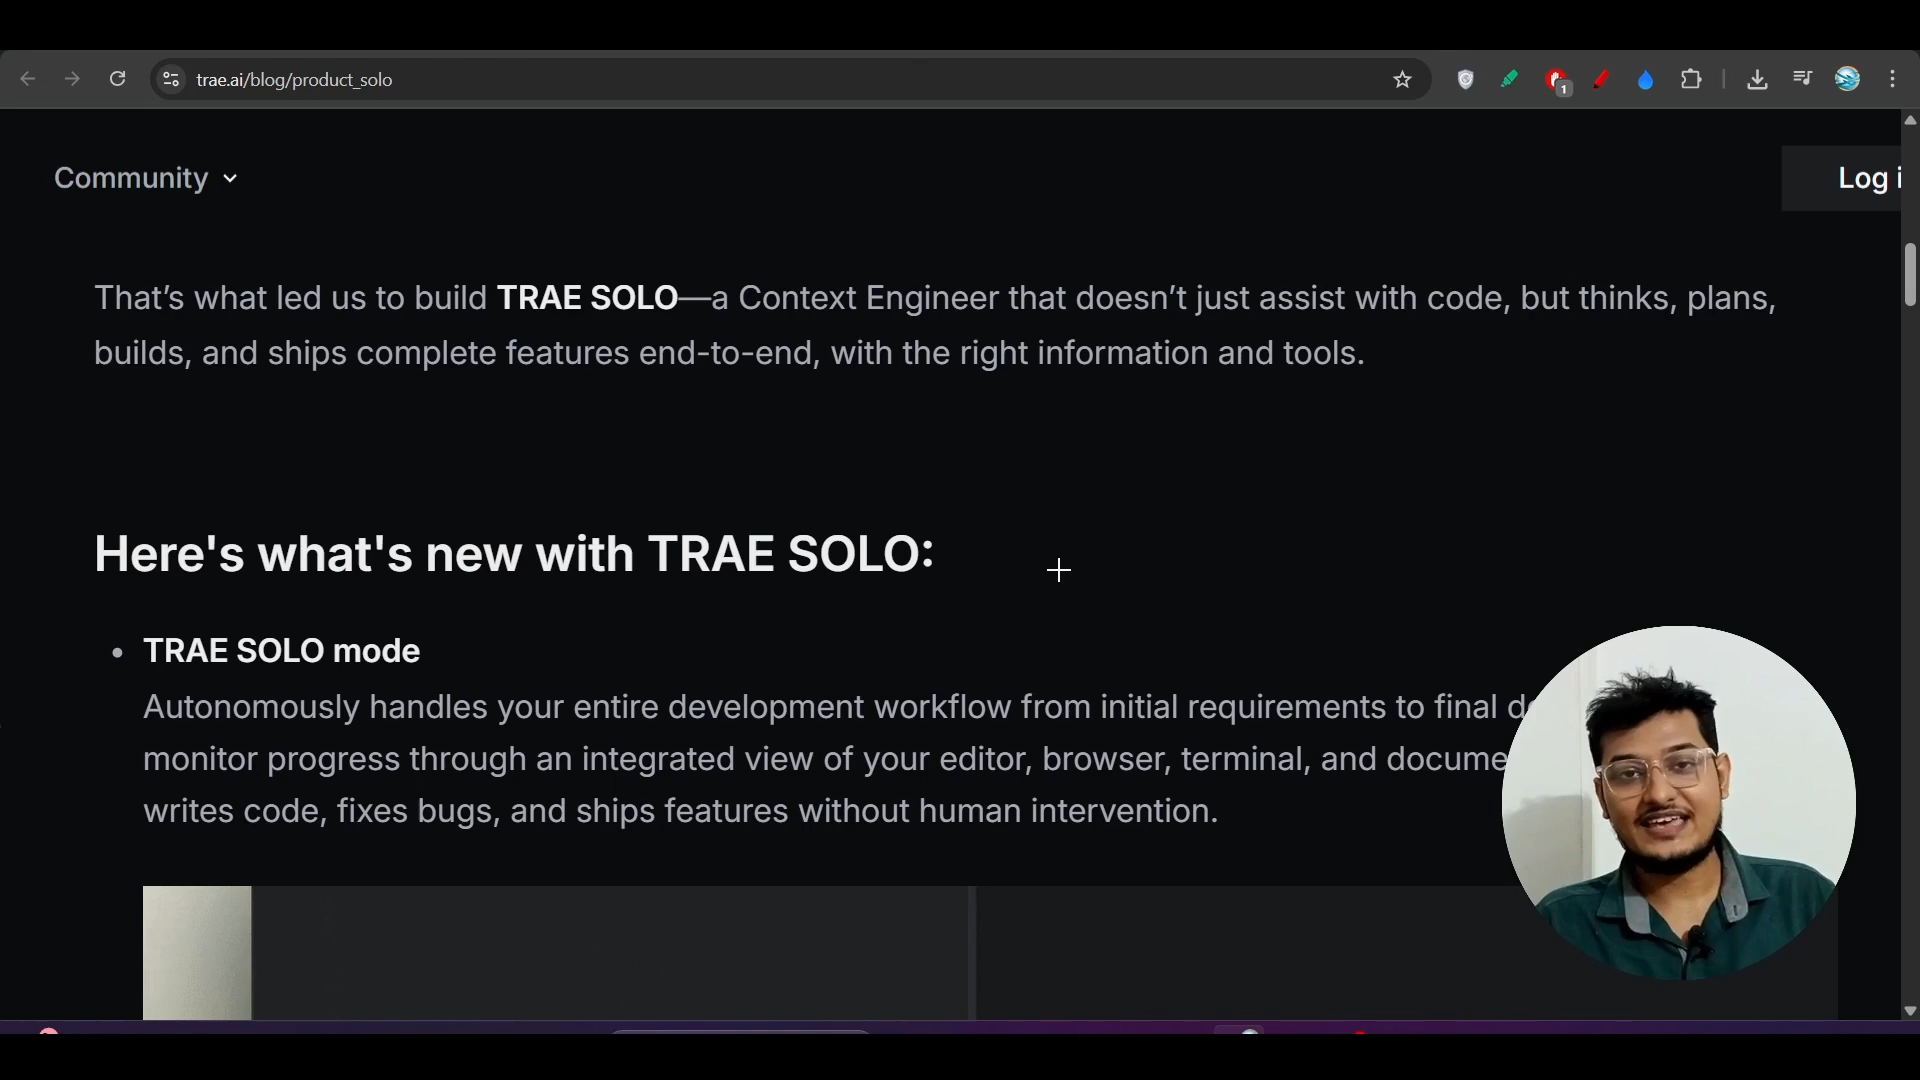 trae.ai/blog/product_solo
1
Community
Log
That’s what led us to build TRAE SOLO—a Context Engineer that doesn’t just assist with code, but thinks, plans,
builds, and ships complete features end-to-end, with the right information and tools.
Here's what's new with TRAE SOLO:
• TRAE SOLO mode
Autonomously handles your entire development workflow from initial requirements to final
monitor progress through an integrated view of your editor, browser, terminal, and
writes code, fixes bugs, and ships features without human intervention.